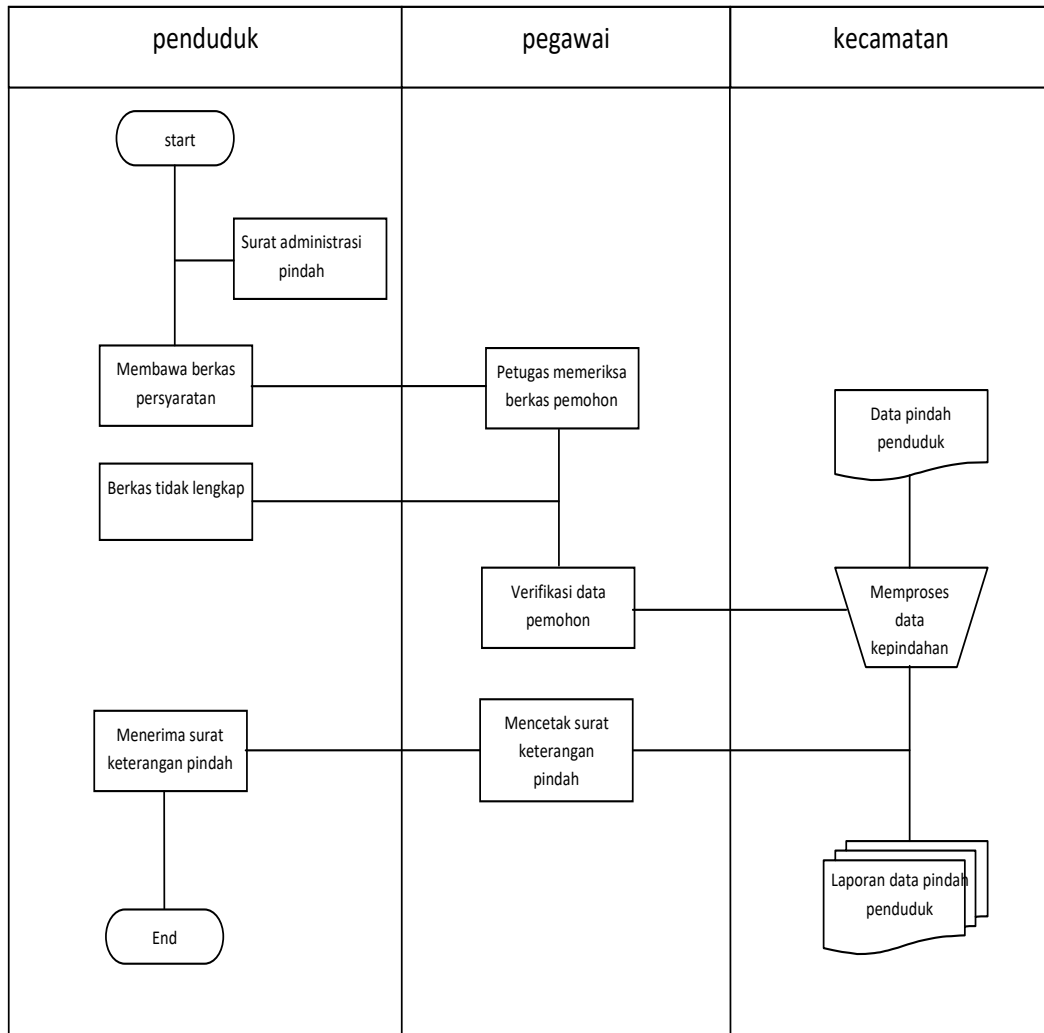 penduduk
pegawai
kecamatan
start
Surat administrasi
pindah
Membawa berkas
persyaratan
Petugas memeriksa
berkas pemohon
Data pindah
penduduk
Berkas tidak lengkap
Verifikasi data
pemohon
Memproses
data
kepindahan
Menerima surat
keterangan pindah
Mencetak surat
keterangan
pindah
Laporan data pindah
penduduk
End